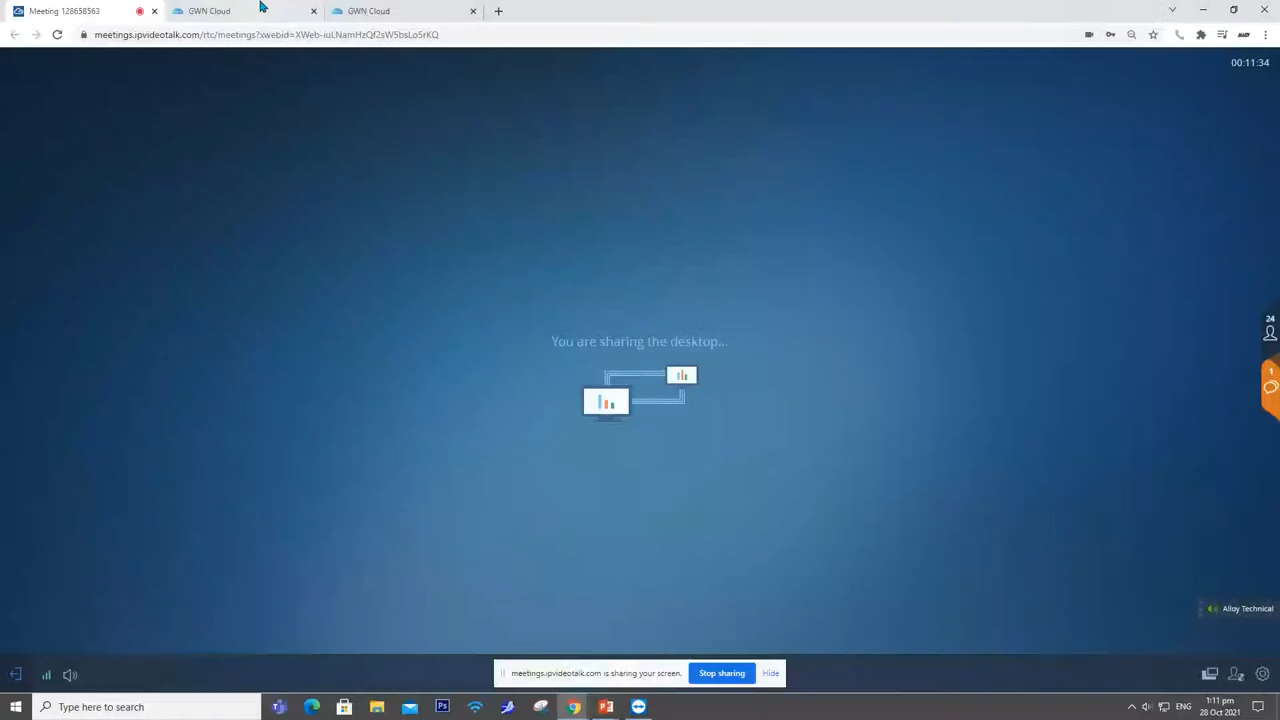 Meeting 128658563
GWN Cloud
GWN Cloud
meetings.ipvideotalk.com/rtc/meetings?xwebid=XWeb-iuLNamHzQf2sW5bsLo5rKQ
00:11:34
You are sharing the desktop...
24
1
Alloy Technical
meetings.ipvideotalk.com is sharing your screen.
Stop sharing
Hide
Type here to search
ENG
1:11 pm
28 Oct 2021